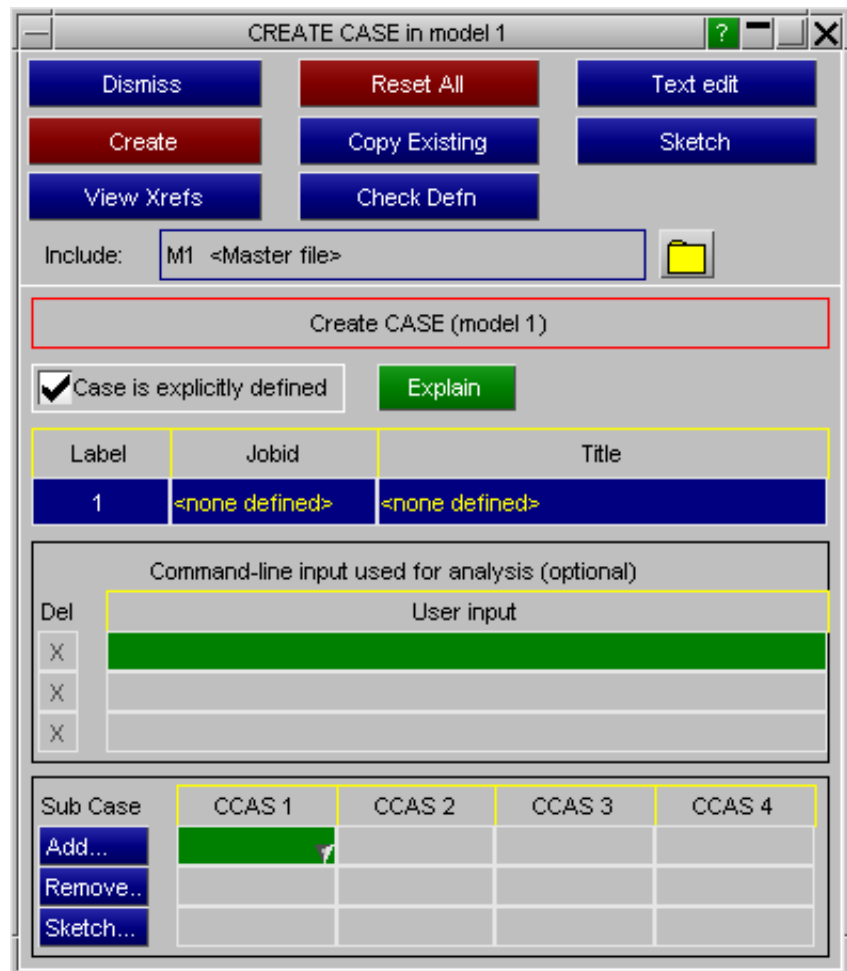 CREATE CASE in model 1 ?
Dismiss Reset All Text edit
Create Copy Existing Sketch
View Xrefs Check Defn
Include: M1 <Master file>
Create CASE (model 1)
Case is explicitly defined Explain
Label Jobid Title
1 <none defined> <none defined>
Command-line input used for analysis (optional)
Del User input
X
X
X
Sub Case CCAS 1 CCAS 2 CCAS 3 CCAS 4
Add...
Remove..
Sketch...